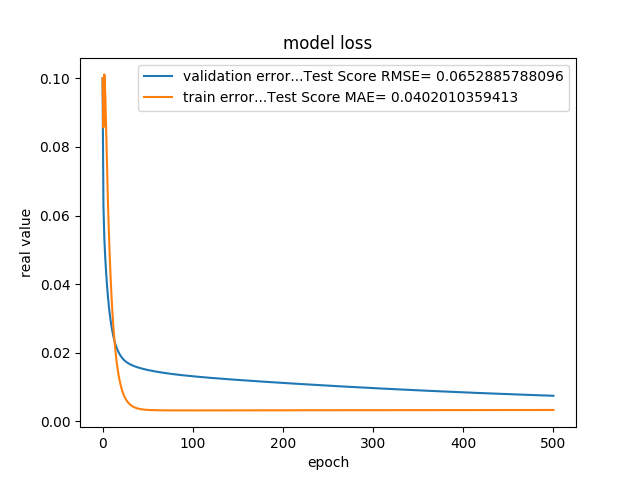 model loss
validation error...Test Score RMSE= 0.0652885788096
train error...Test Score MAE= 0.0402010359413
0.10
0.08
0.06
0.04
0.02
0.00
real value
0 100 200 300 400 500
epoch